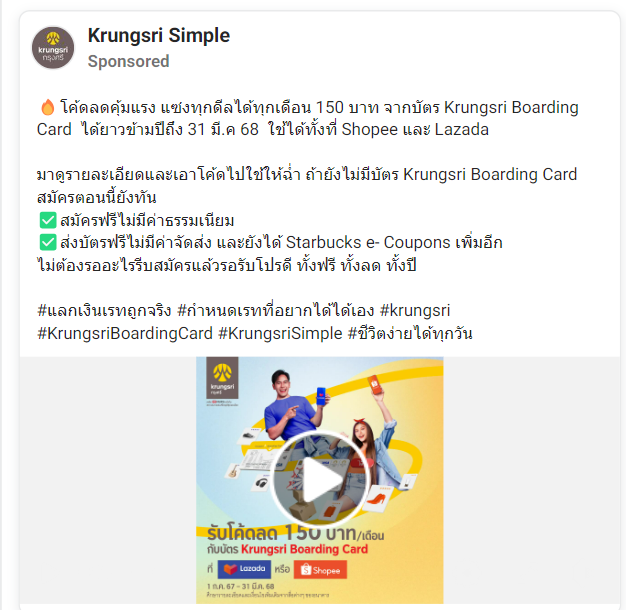 Krungsri Simple
Sponsored
🔥 โค้ดลดคุ้มแรง แซ่งทุกดีลได้ทุกเดือน 150 บาท จากบัตร Krungsri Boarding
Card ได้ยาวข้ามปีถึง 31 มี.ค 68 ใช้ได้ทั้งที่ Shopee และ Lazada
มาดูรายละเอียดและเอาโค้ดไปใช้ให้ฉ่ำ ถ้ายังไม่มีบัตร Krungsri Boarding Card
สมัครตอนนี้ยังทัน
✅ สมัครฟรีไม่มีค่าธรรมเนียม
✅ ส่งบัตรฟรีไม่มีค่าจัดส่ง และยังได้ Starbucks e- Coupons เพิ่มอีก
ไม่ต้องรออะไรรีบสมัครแล้วรอรับโปรดี ทั้งฟรี ทั้งลด ทั้งปี
#แลกเงินเรทถูกจริง #กำหนดเรทที่อยากได้ได้เอง #krungsri
#KrungsriBoardingCard #KrungsriSimple #ชีวิตง่ายได้ทุกวัน
krungsri
กรุงศรี
krungsri
กรุงศรี
รับโค้ดลด 150 บาท/เดือน
กับบัตร Krungsri Boarding Card
ที่ Lazada หรือ Shopee
1 ก.ค. 67 - 31 มี.ค. 68